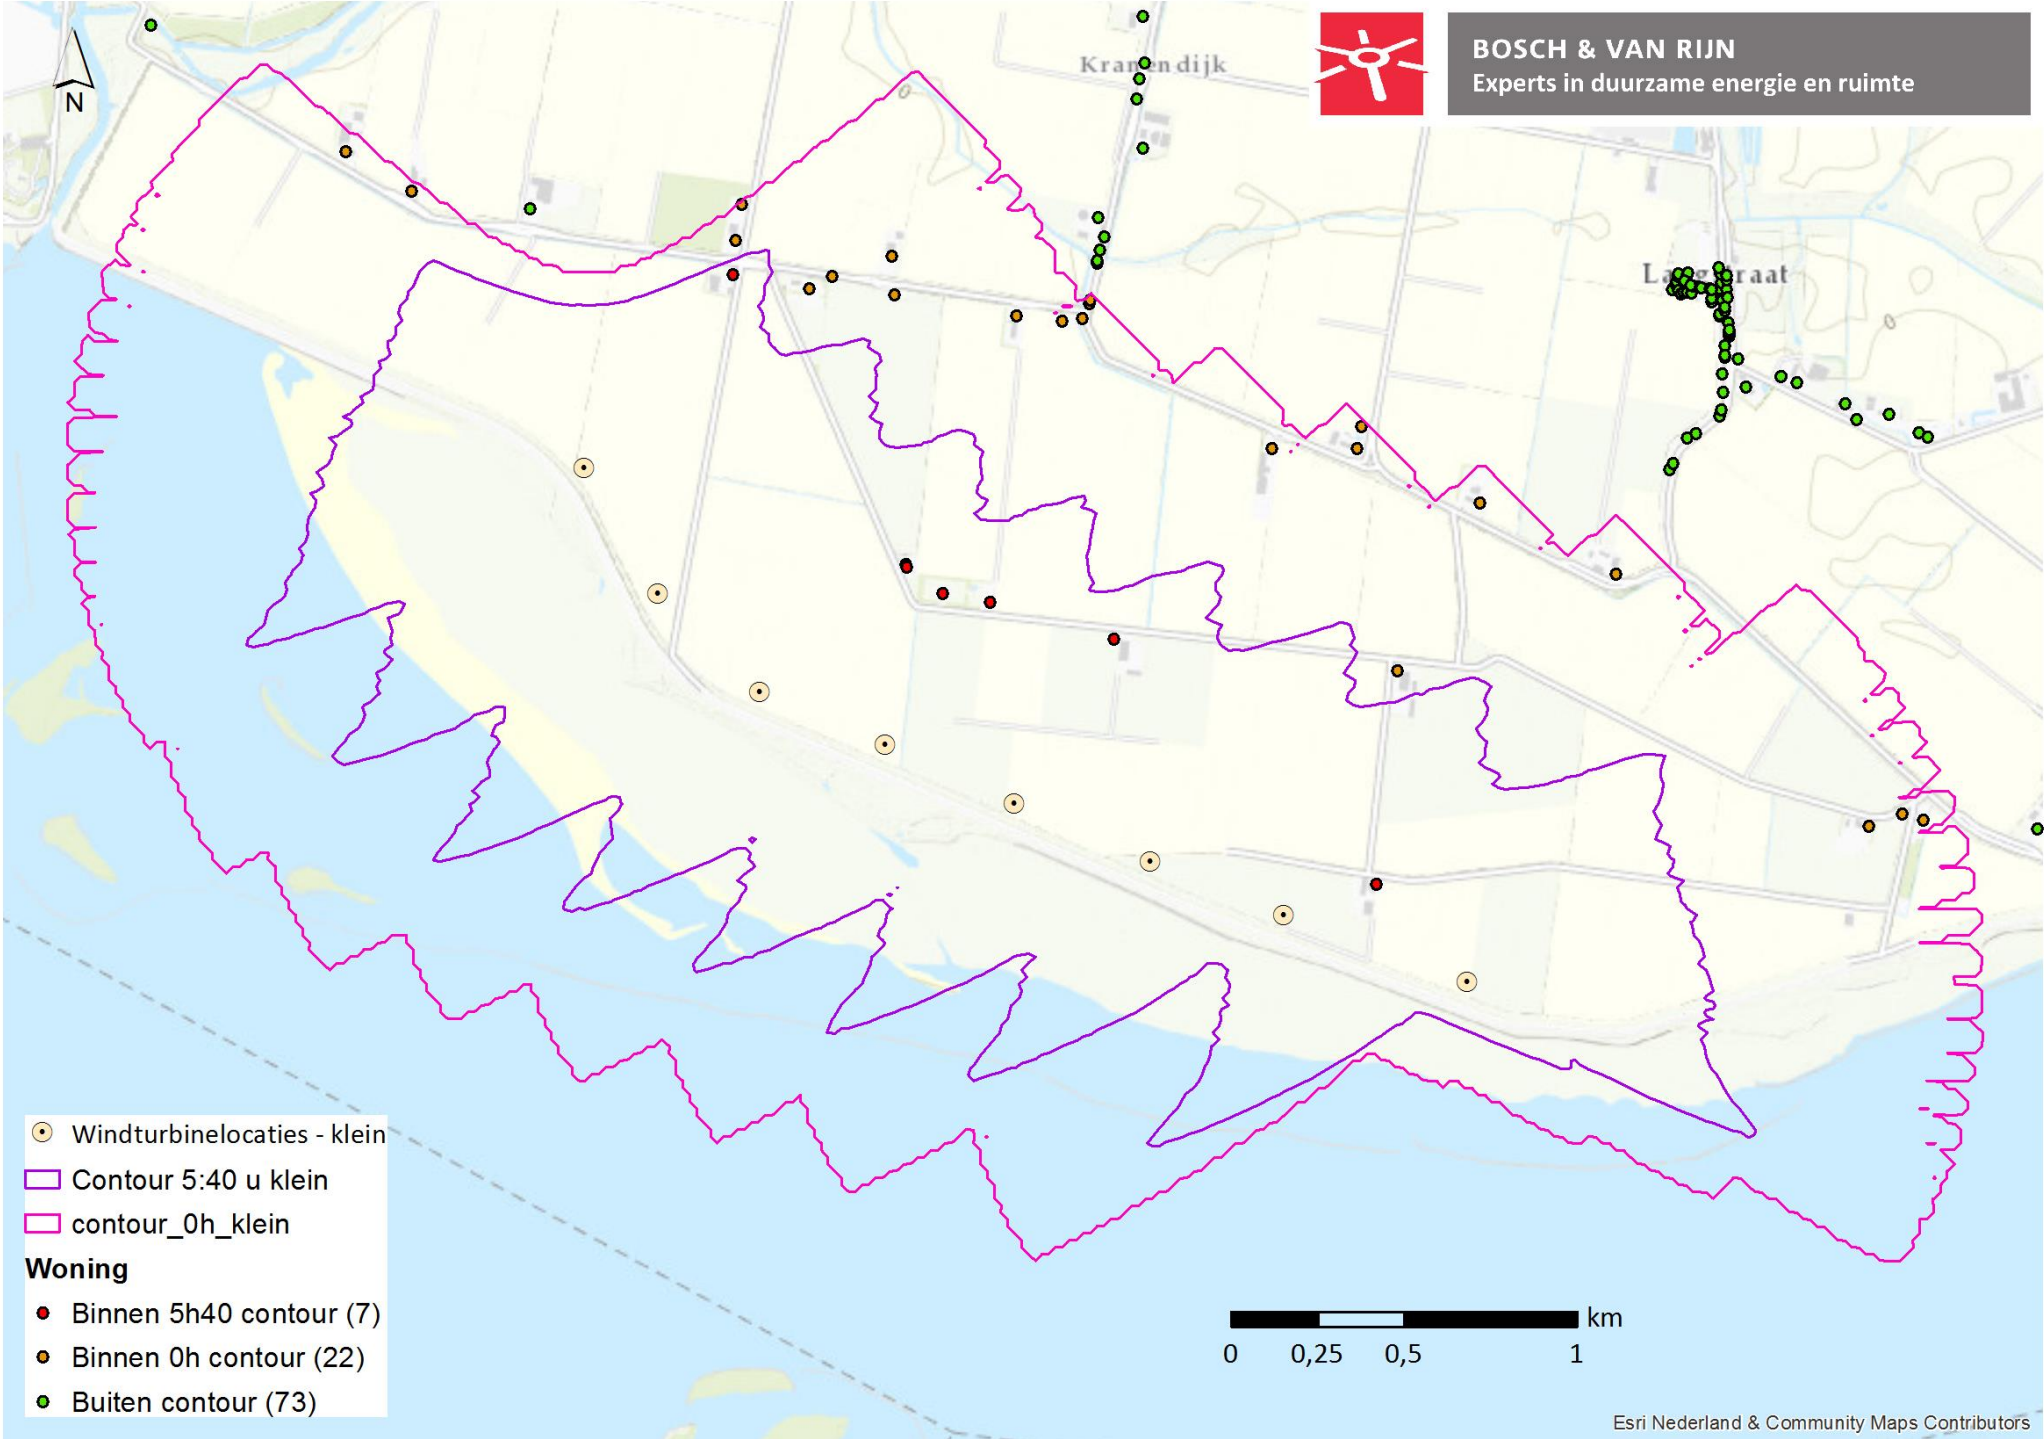 N
Kranendijk
BOSCH & VAN RIJN
Experts in duurzame energie en ruimte
Windturbinelocaties - klein
Contour 5:40 u klein
contour_0h_klein
Woning
Binnen 5h40 contour (7)
Binnen 0h contour (22)
Buiten contour (73)
km
0 0,25 0,5 1
Esri Nederland & Community Maps Contributors